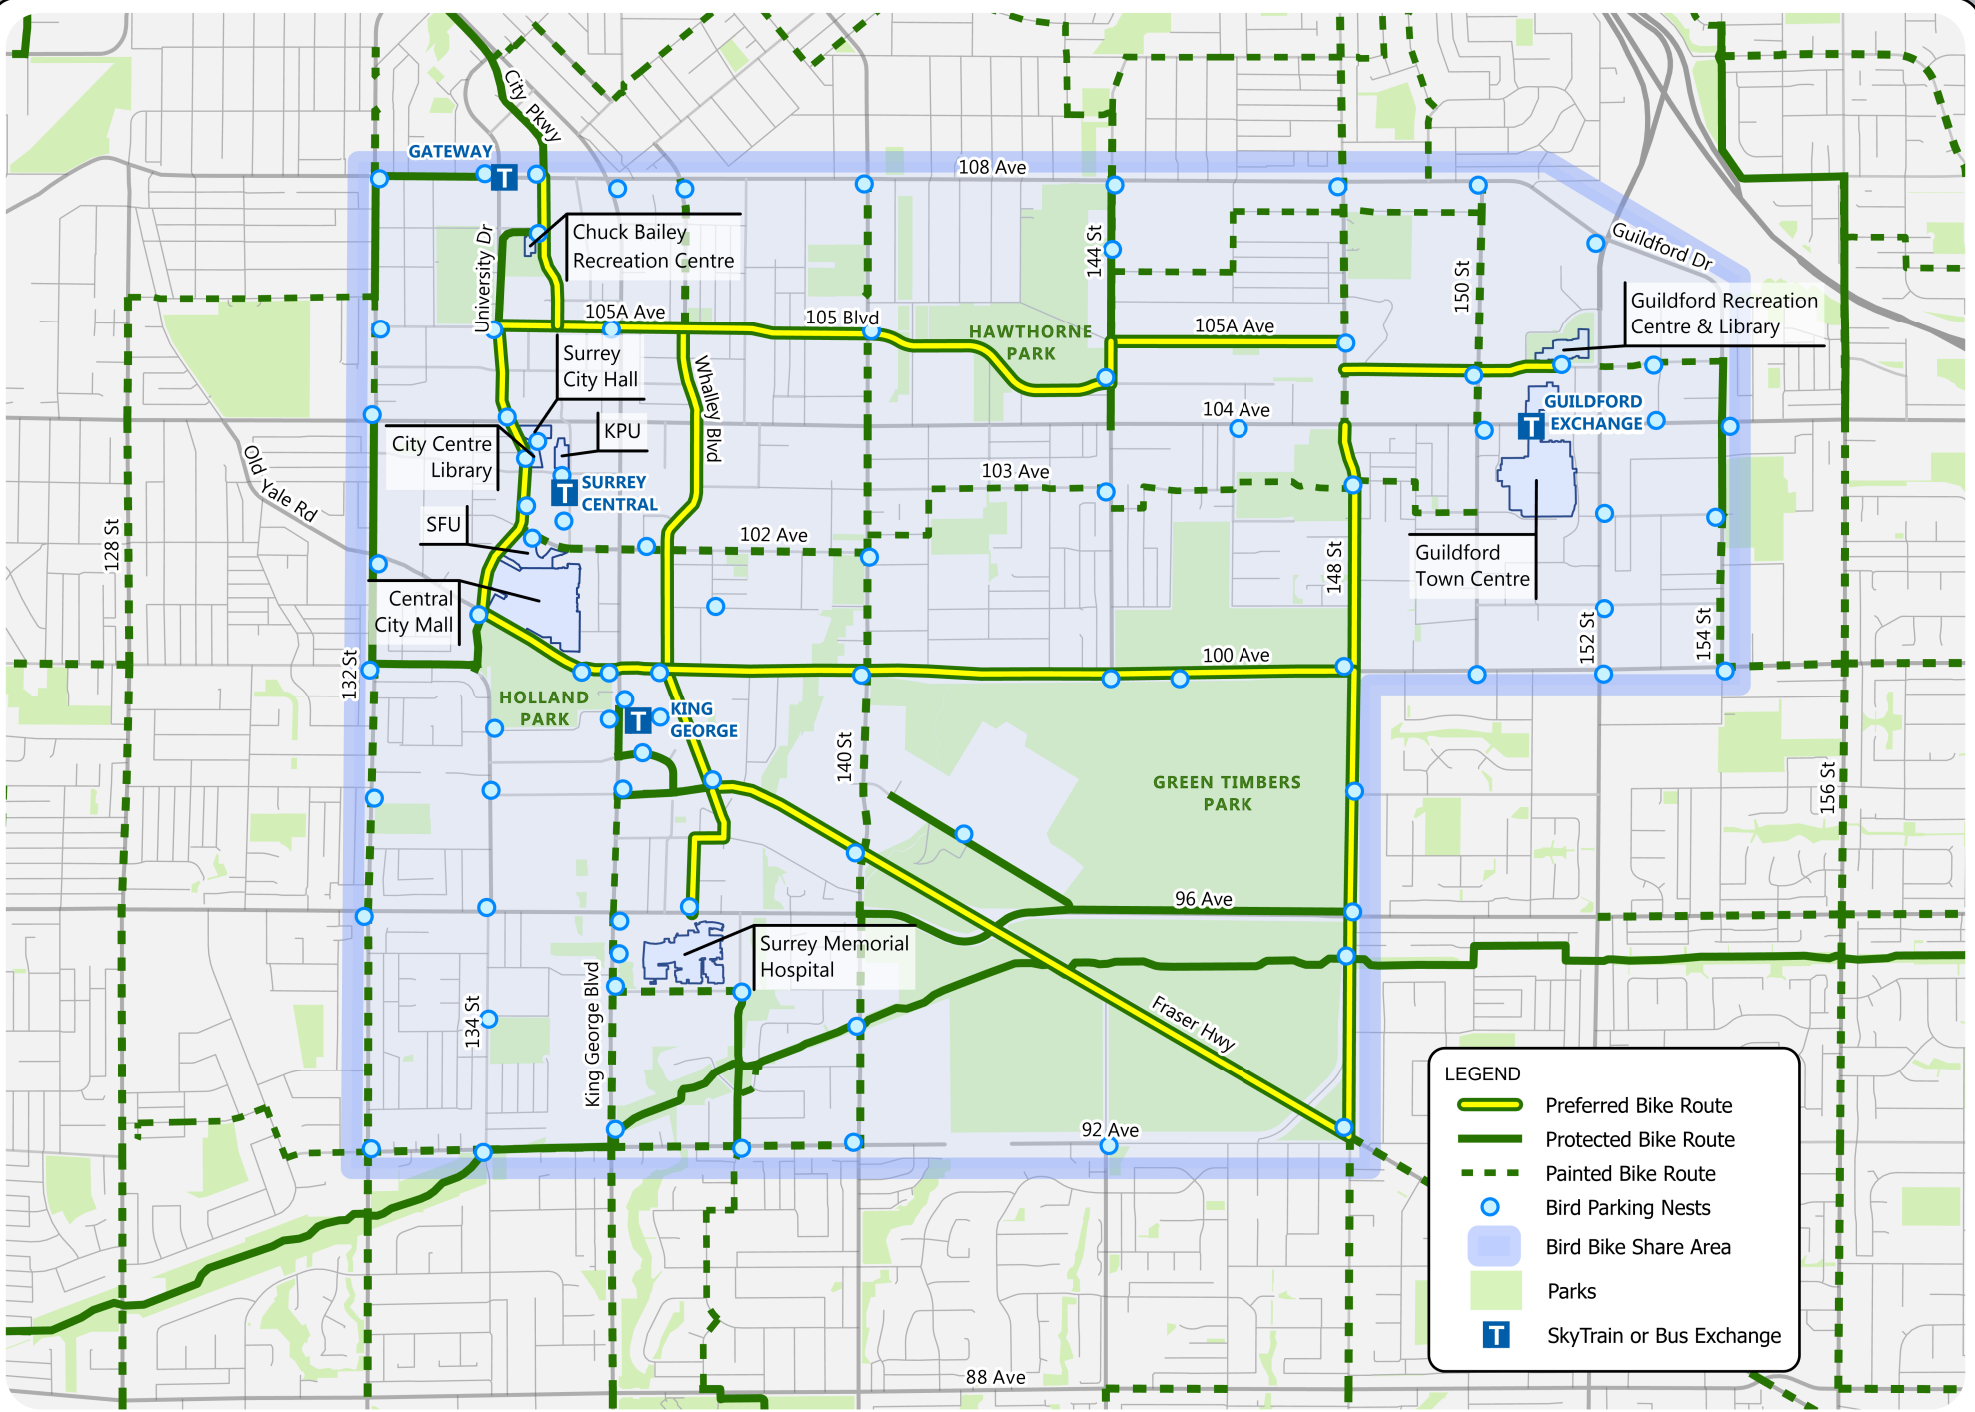 City Pkwy
GATEWAY
T
108 Ave
University Dr
Chuck Bailey
Recreation Centre
144 St
150 St
Guildford Dr
105A Ave
105 Blvd
HAWTHORNE
PARK
105A Ave
Guildford Recreation
Centre & Library
Surrey
City Hall
Whalley Blvd
KPU
104 Ave
GUILDFORD
EXCHANGE
T
City Centre
Library
Old Yale Rd
T
SURREY
CENTRAL
103 Ave
SFU
102 Ave
128 St
148 St
Guildford
Town Centre
Central
City Mall
152 St
154 St
132 St
100 Ave
HOLLAND
PARK
T
KING
GEORGE
140 St
GREEN TIMBERS
PARK
156 St
96 Ave
Surrey Memorial
Hospital
134 St
King George Blvd
Fraser Hwy
92 Ave
88 Ave
LEGEND
Preferred Bike Route
Protected Bike Route
Painted Bike Route
Bird Parking Nests
Bird Bike Share Area
Parks
T
SkyTrain or Bus Exchange